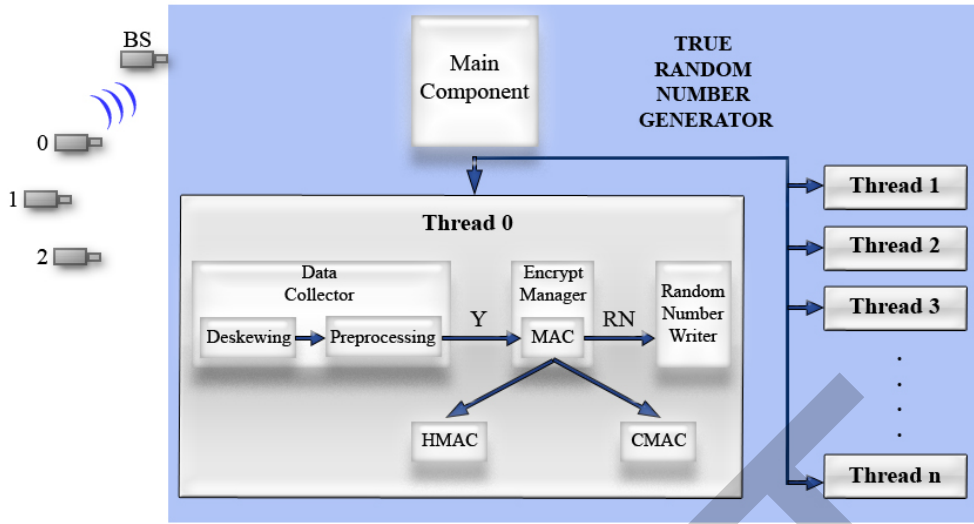 BS
0
1
2
Main
Component
TRUE
RANDOM
NUMBER
GENERATOR
Thread 0
Data
Collector
Deskewing
Preprocessing
Y
Encrypt
Manager
MAC
RN
Random
Number
Writer
HMAC
CMAC
Thread 1
Thread 2
Thread 3
.
.
.
.
Thread n